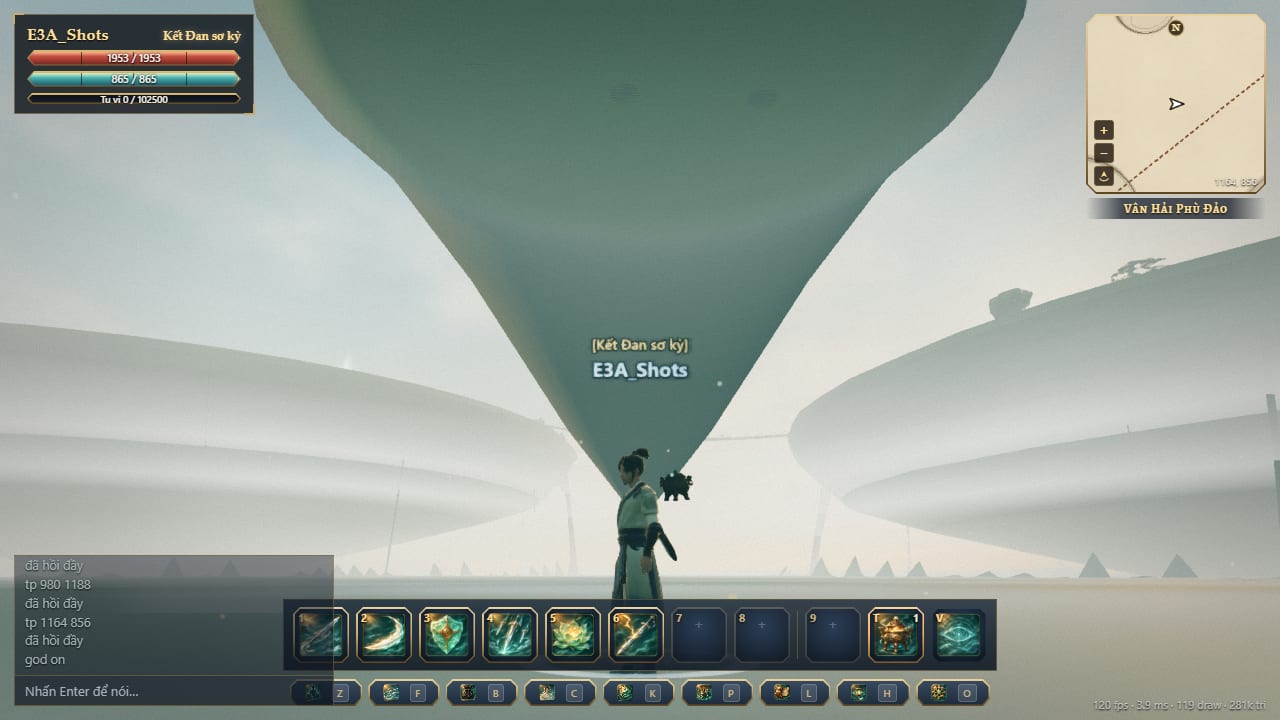 E3A_Shots
Kết Đan sơ kỳ
1953 / 1953
865 / 865
Tu vi 0 / 102500
N
+
−
1164, 856
Vân Hải Phù Đảo
[Kết Đan sơ kỳ]
E3A_Shots
đã hồi đầy
tp 980 1188
đã hồi đầy
tp 1164 856
đã hồi đầy
god on
Nhấn Enter để nói...
1 2 3 4 5 6 7 8 9 T 1 V
+ + +
Z F B C K P L H O
120 fps · 3.9 ms · 119 draw · 281k tri